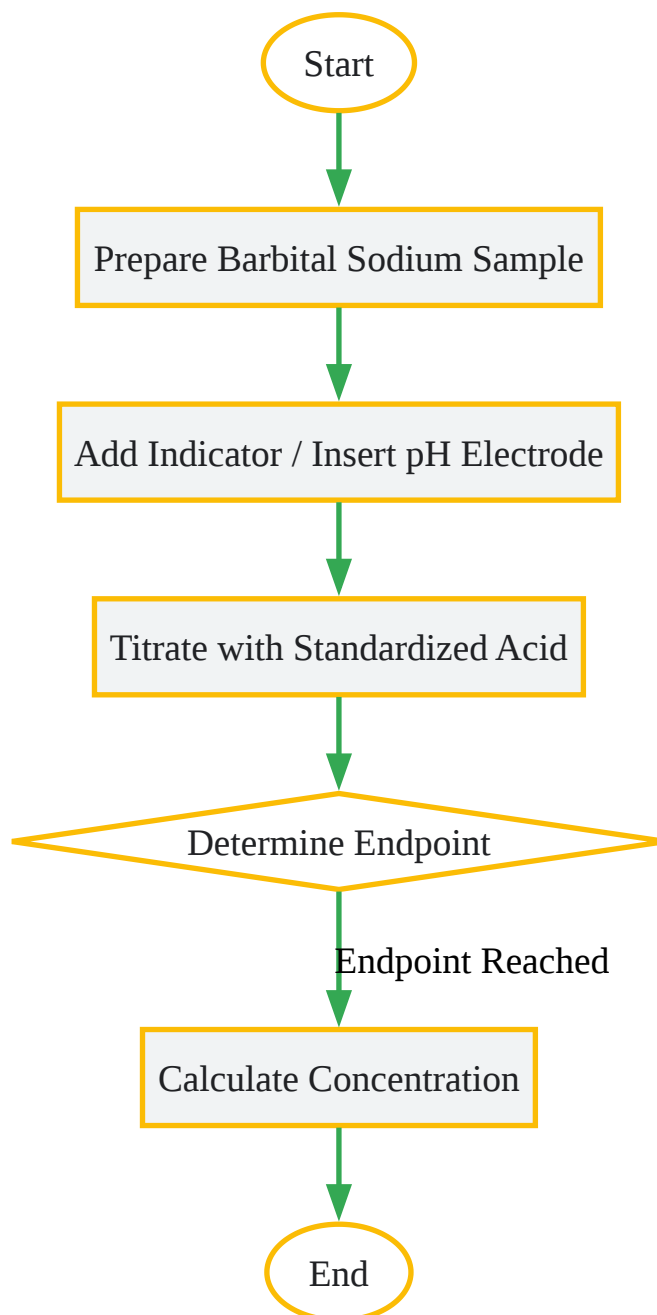 Start
Prepare Barbital Sodium Sample
Add Indicator / Insert pH Electrode
Titrate with Standardized Acid
Determine Endpoint
Endpoint Reached
Calculate Concentration
End